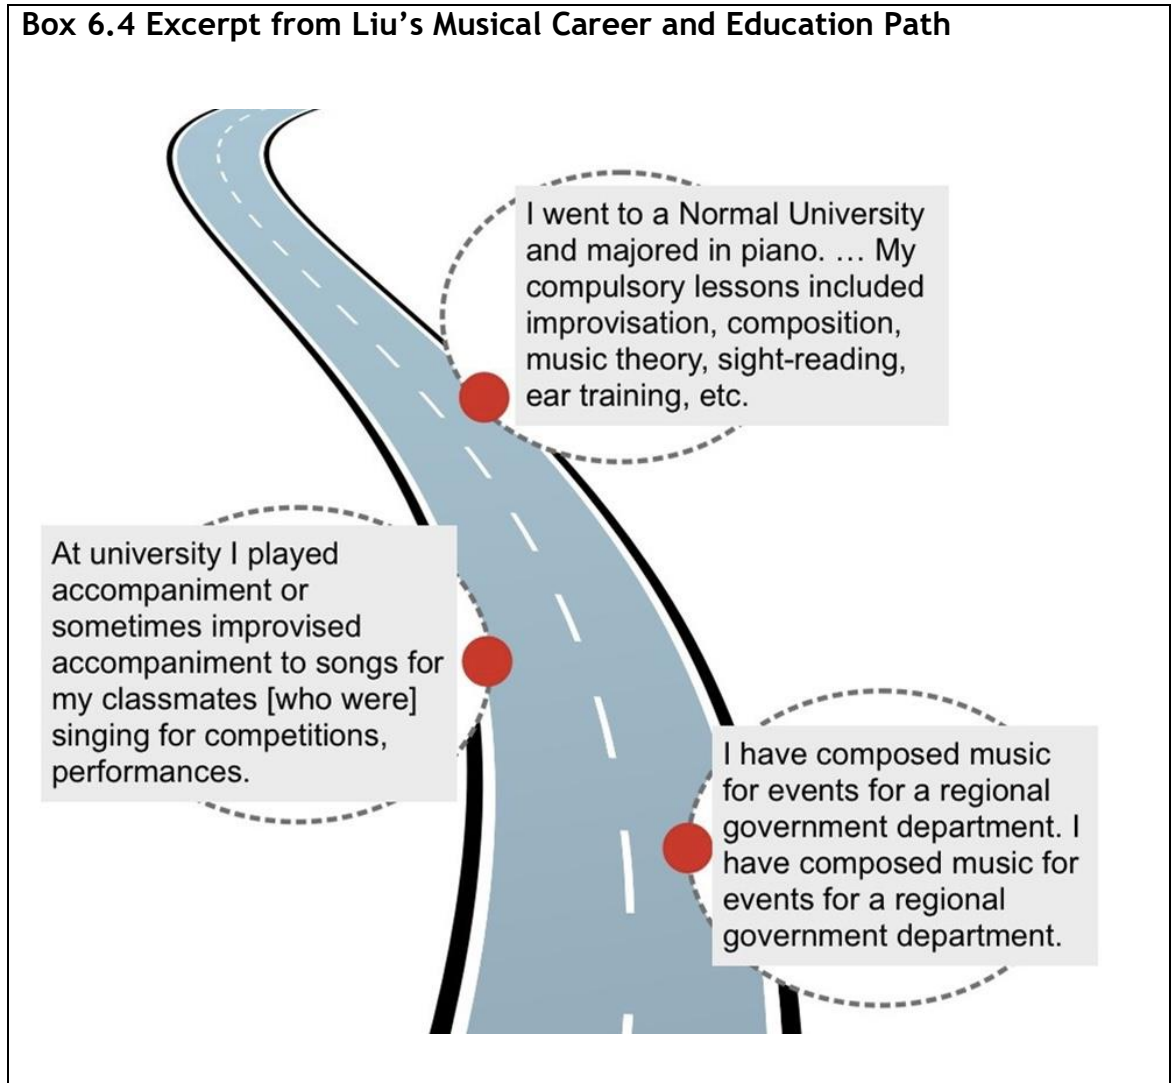 Box 6.4 Excerpt from Liu’s Musical Career and Education Path
I went to a Normal University
and majored in piano. … My
compulsory lessons included
improvisation, composition,
music theory, sight-reading,
ear training, etc.
At university I played
accompaniment or
sometimes improvised
accompaniment to songs for
my classmates [who were]
singing for competitions,
performances.
I have composed music
for events for a regional
government department. I
have composed music for
events for a regional
government department.